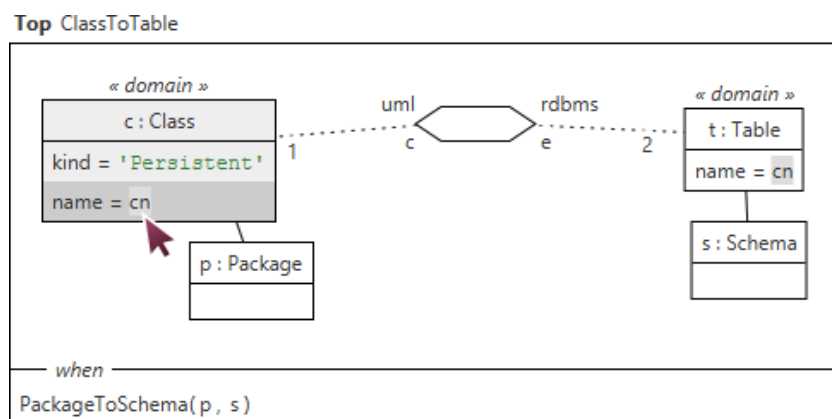 Top ClassToTable
« domain »
c : Class
kind = 'Persistent'
name = cn
p : Package
uml
rdbms
1
c
e
2
« domain »
t : Table
name = cn
s : Schema
when
PackageToSchema( p , s )